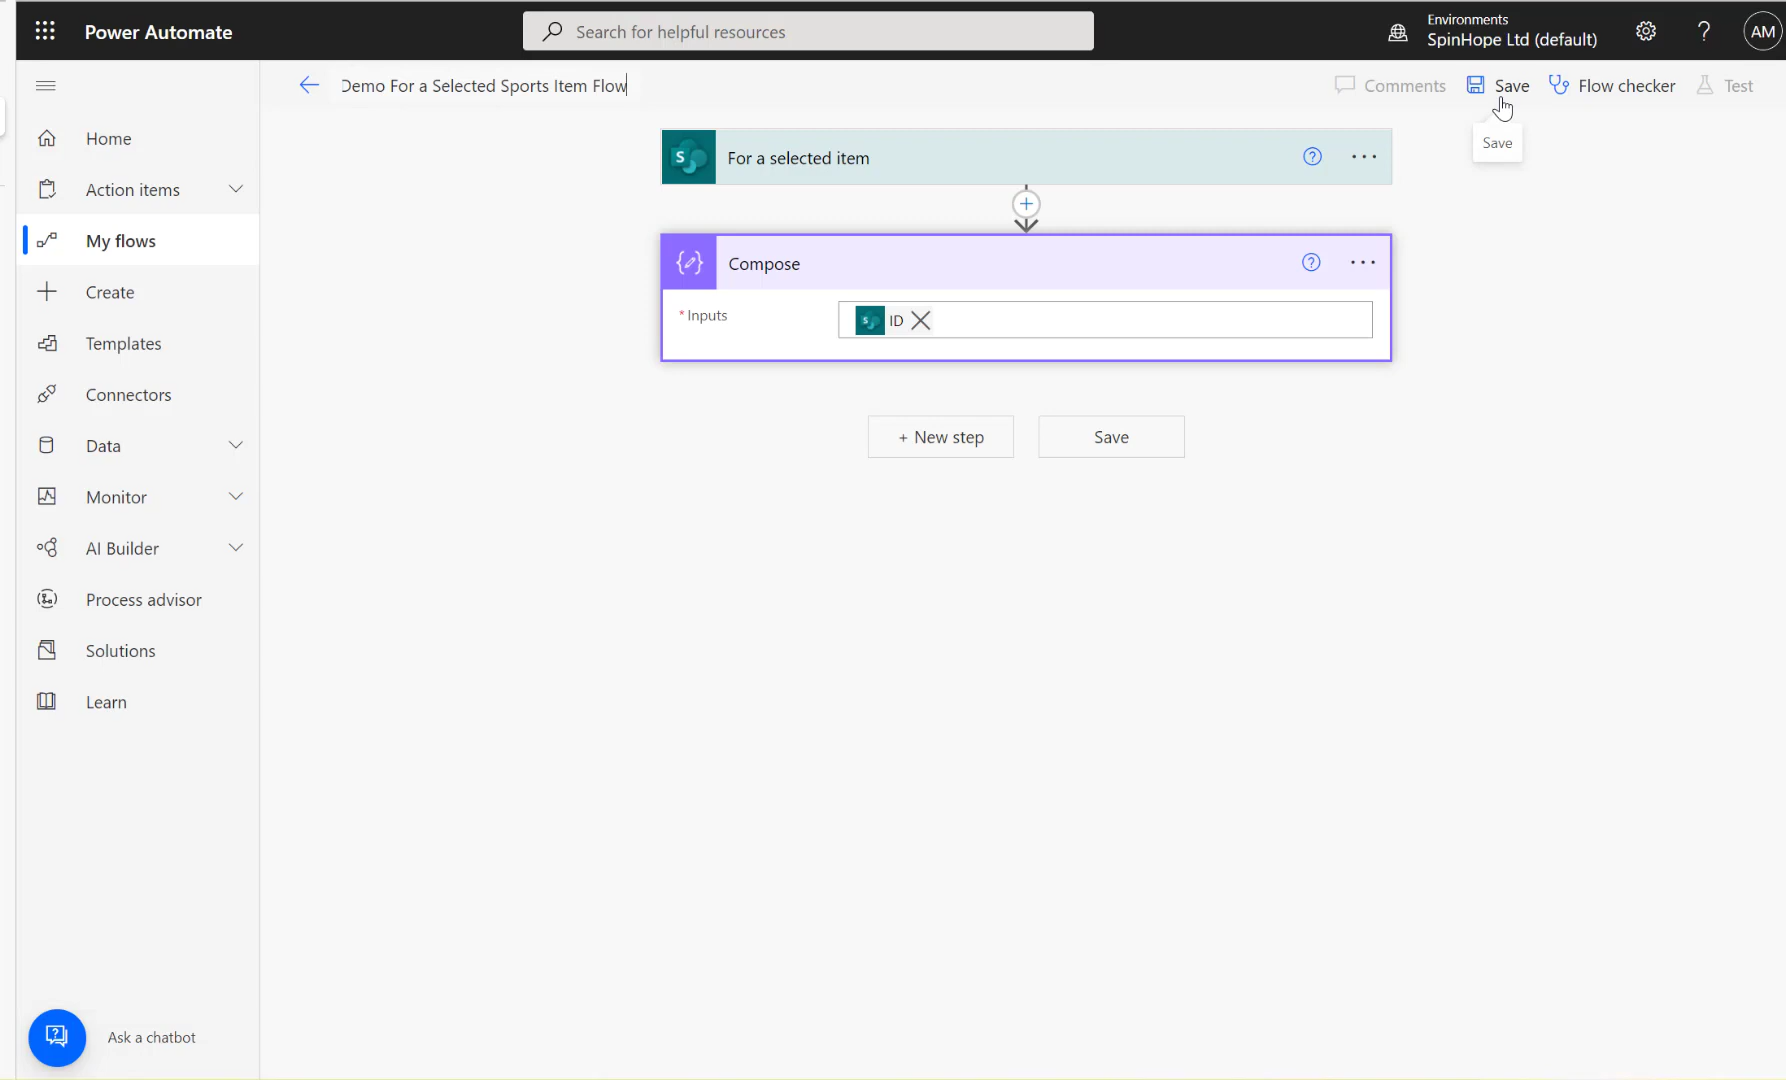 Power Automate
Search for helpful resources
Environments
SpinHope Ltd (default)
?
AM
Demo For a Selected Sports Item Flow
Comments
Save
Flow checker
Test
Save
Home
Action items
My flows
Create
Templates
Connectors
Data
Monitor
AI Builder
Process advisor
Solutions
Learn
Ask a chatbot
S
For a selected item
?
...
Compose
?
...
* Inputs
S
ID
+ New step
Save